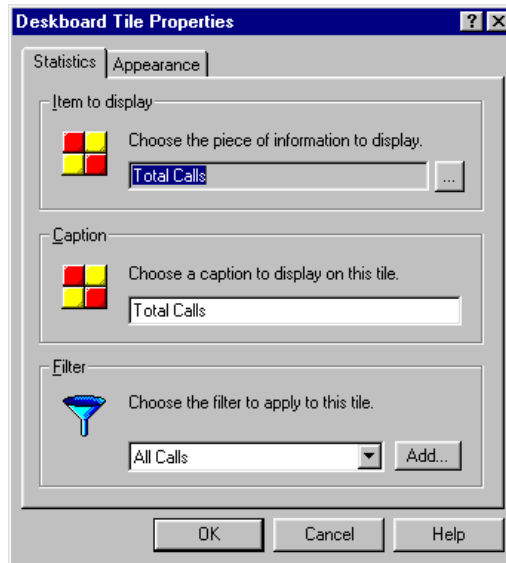 Deskboard Tile Properties
Statistics Appearance
Item to display
Choose the piece of information to display.
Total Calls ...
Caption
Choose a caption to display on this tile.
Total Calls
Filter
Choose the filter to apply to this tile.
All Calls Add...
OK Cancel Help